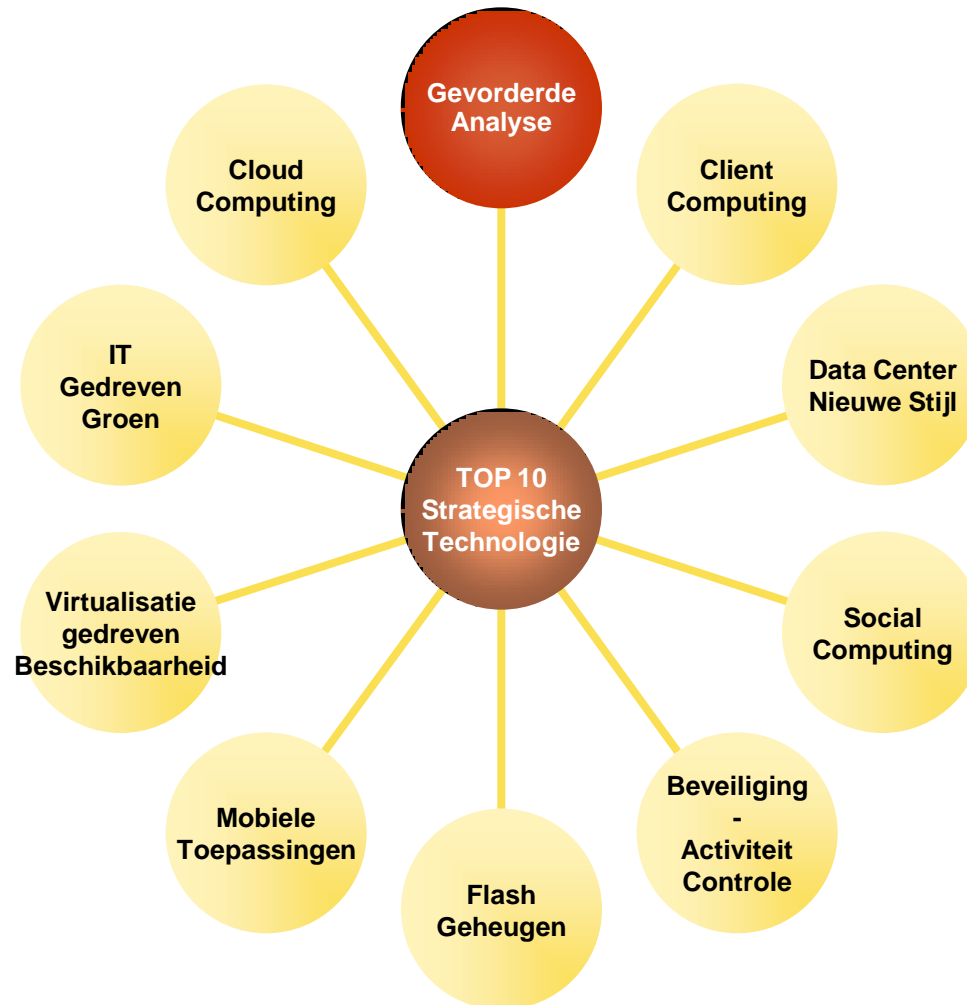 Gevorderde
Analyse
Client
Computing
Data Center
Nieuwe Stijl
Social
Computing
Beveiliging
-
Activiteit
Controle
Flash
Geheugen
Mobiele
Toepassingen
Virtualisatie
gedreven
Beschikbaarheid
IT
Gedreven
Groen
Cloud
Computing
TOP 10
Strategische
Technologie